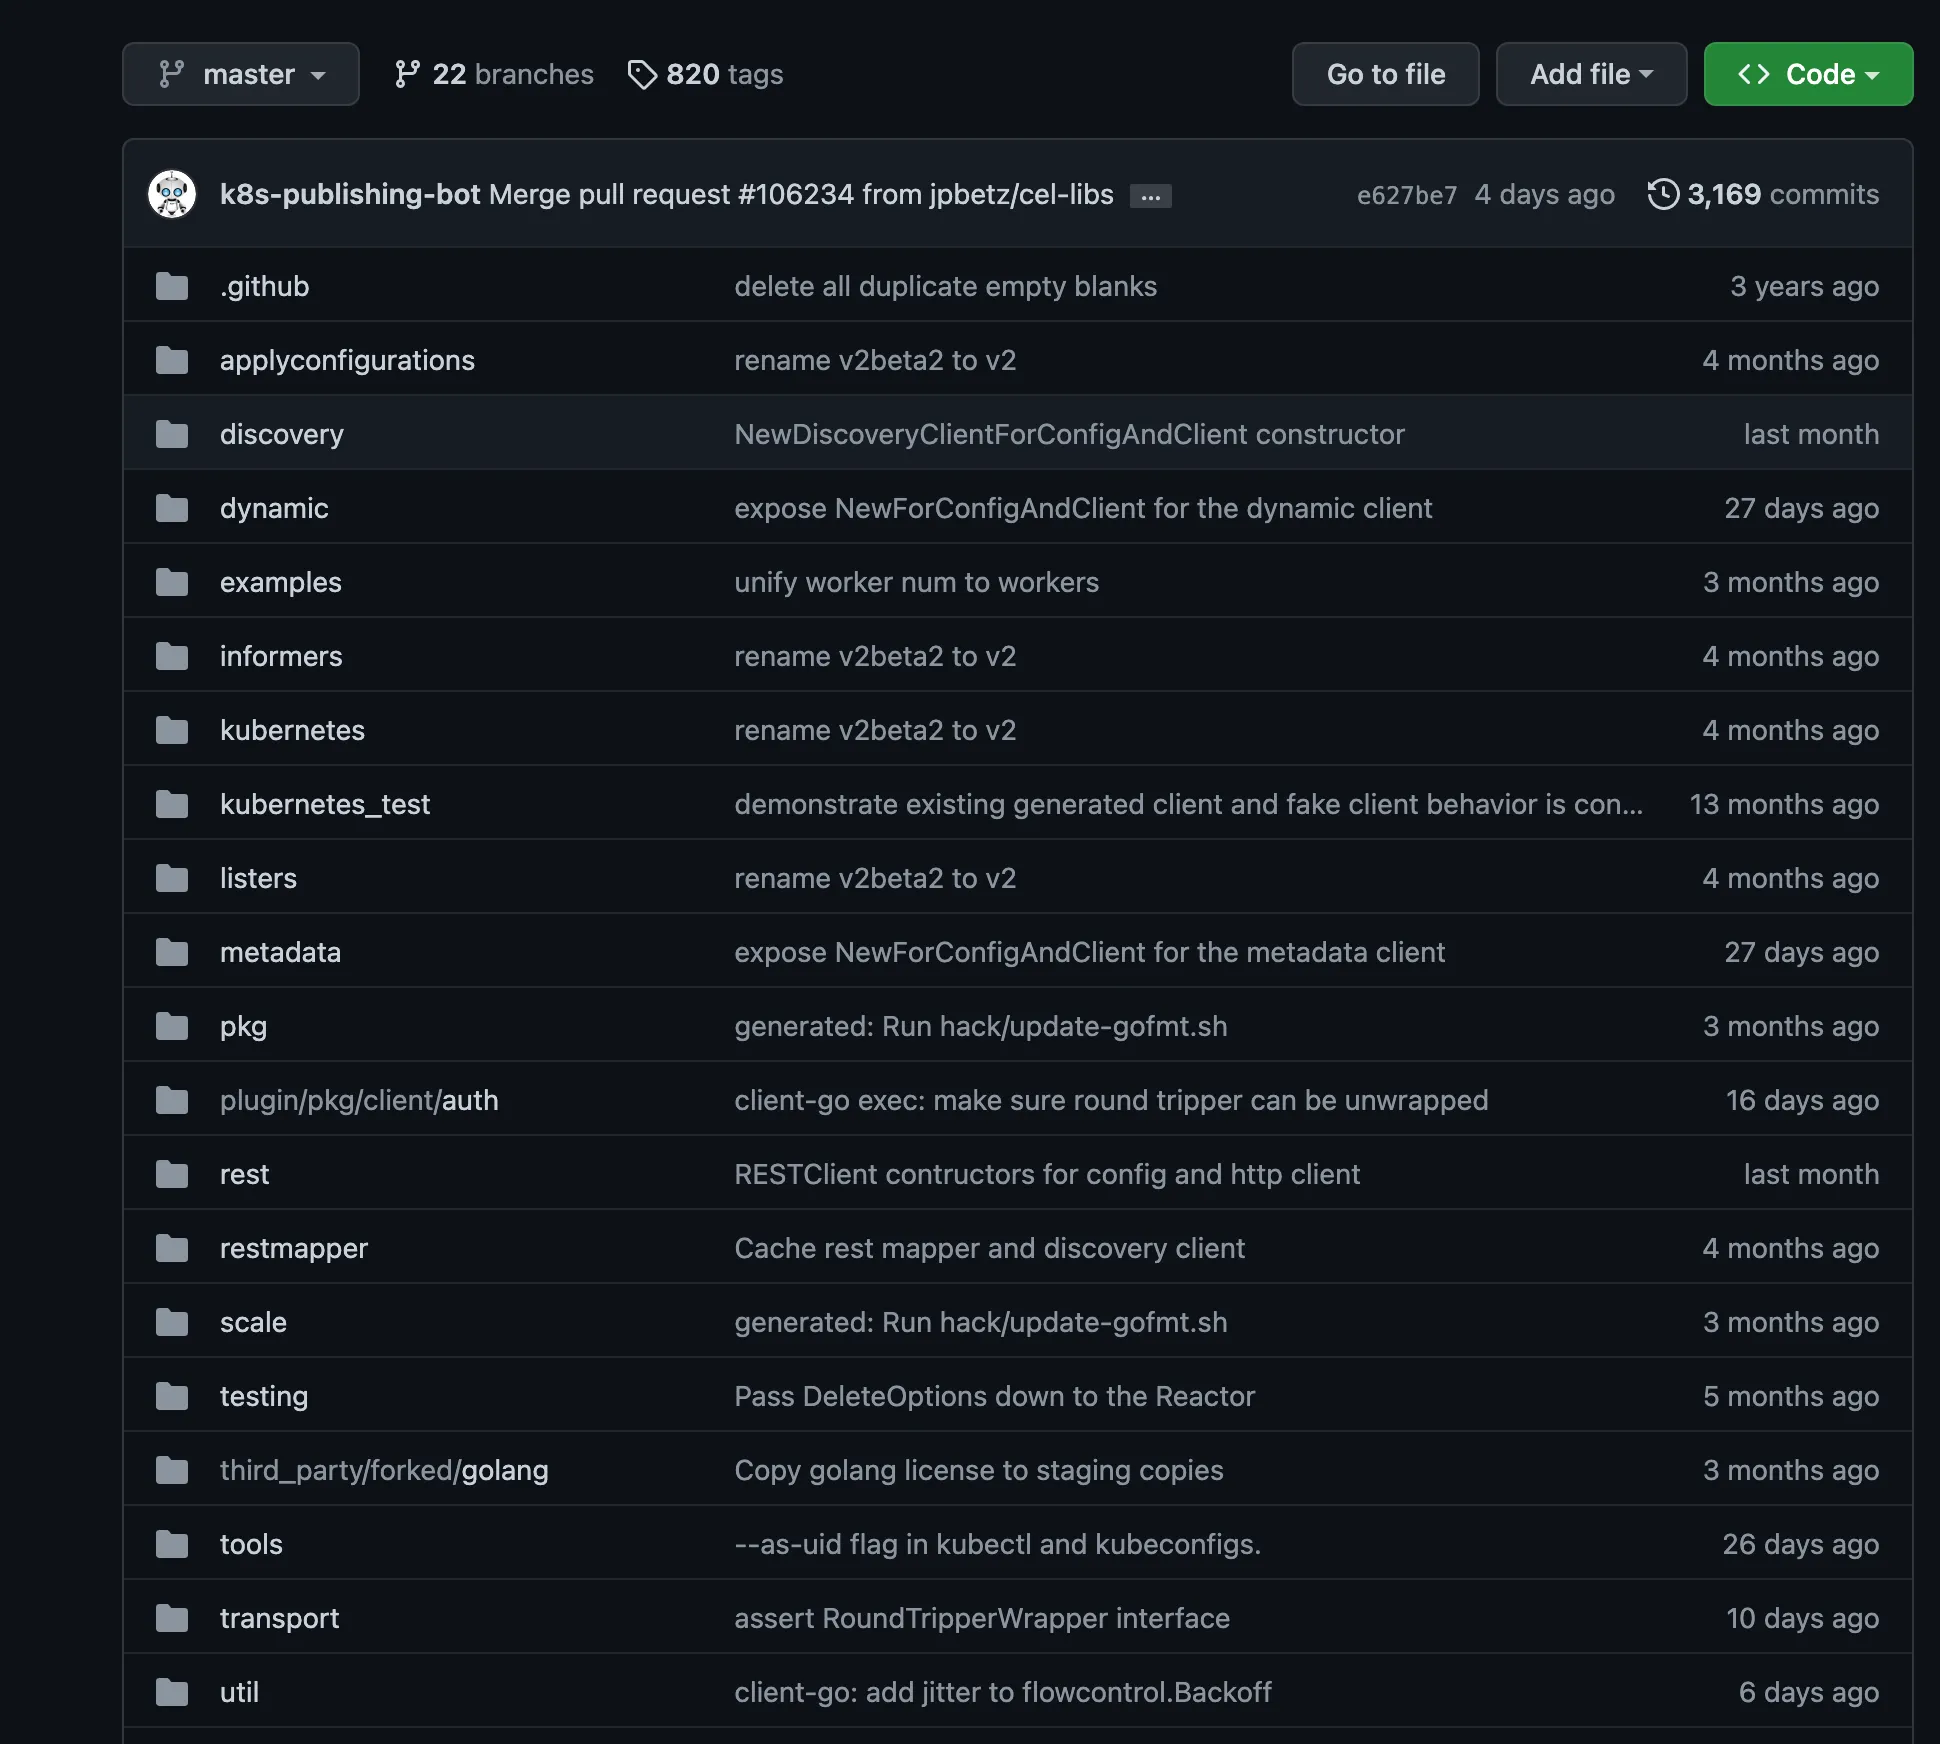 master 22 branches 820 tags Go to file Add file Code
k8s-publishing-bot Merge pull request #106234 from jpbetz/cel-libs ... e627be7 4 days ago 3,169 commits
.github delete all duplicate empty blanks 3 years ago
applyconfigurations rename v2beta2 to v2 4 months ago
discovery NewDiscoveryClientForConfigAndClient constructor last month
dynamic expose NewForConfigAndClient for the dynamic client 27 days ago
examples unify worker num to workers 3 months ago
informers rename v2beta2 to v2 4 months ago
kubernetes rename v2beta2 to v2 4 months ago
kubernetes_test demonstrate existing generated client and fake client behavior is con... 13 months ago
listers rename v2beta2 to v2 4 months ago
metadata expose NewForConfigAndClient for the metadata client 27 days ago
pkg generated: Run hack/update-gofmt.sh 3 months ago
plugin/pkg/client/auth client-go exec: make sure round tripper can be unwrapped 16 days ago
rest RESTClient contructors for config and http client last month
restmapper Cache rest mapper and discovery client 4 months ago
scale generated: Run hack/update-gofmt.sh 3 months ago
testing Pass DeleteOptions down to the Reactor 5 months ago
third_party/forked/golang Copy golang license to staging copies 3 months ago
tools --as-uid flag in kubectl and kubeconfigs. 26 days ago
transport assert RoundTripperWrapper interface 10 days ago
util client-go: add jitter to flowcontrol.Backoff 6 days ago